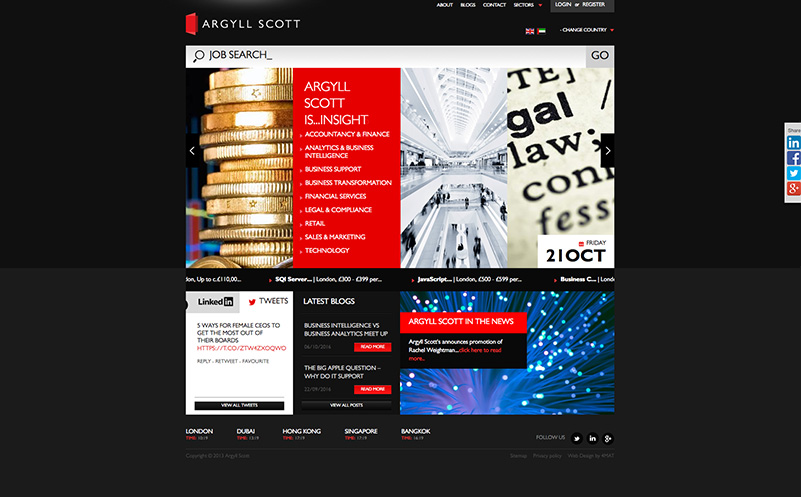 ABOUT BLOGS CONTACT SECTORS LOGIN or REGISTER
ARGYLL SCOTT
- CHANGE COUNTRY
JOB SEARCH_ GO
ARGYLL
SCOTT
IS...INSIGHT
ACCOUNTANCY & FINANCE
ANALYTICS & BUSINESS
INTELLIGENCE
BUSINESS SUPPORT
BUSINESS TRANSFORMATION
FINANCIAL SERVICES
LEGAL & COMPLIANCE
RETAIL
SALES & MARKETING
TECHNOLOGY
TE]
gal /
law;
con
fess
FRIDAY
21OCT
Share
don, Up to c.£110,00... SQl Server... | London, £300 - £399 per... JavaScript... | London, £500 - £599 per... Business C... | Lond
LinkedIn TWEETS
5 WAYS FOR FEMALE CEOS TO
GET THE MOST OUT OF
THEIR BOARDS
HTTPS://T.CO/ZTW4ZXOQWO
REPLY - RETWEET - FAVOURITE
VIEW ALL TWEETS
LATEST BLOGS
BUSINESS INTELLIGENCE VS
BUSINESS ANALYTICS MEET UP
06/10/2016 READ MORE
THE BIG APPLE QUESTION –
WHY DO IT SUPPORT
22/09/2016 READ MORE
VIEW ALL POSTS
ARGYLL SCOTT IN THE NEWS
Argyll Scott's announces promotion of
Rachel Weightman...click here to read
more...
LONDON DUBAI HONG KONG SINGAPORE BANGKOK
TIME: 10:19 TIME: 13:19 TIME: 17:19 TIME: 17:19 TIME: 16:19
FOLLOW US
Copyright © 2013 Argyll Scott Sitemap Privacy policy Web Design by 4MAT